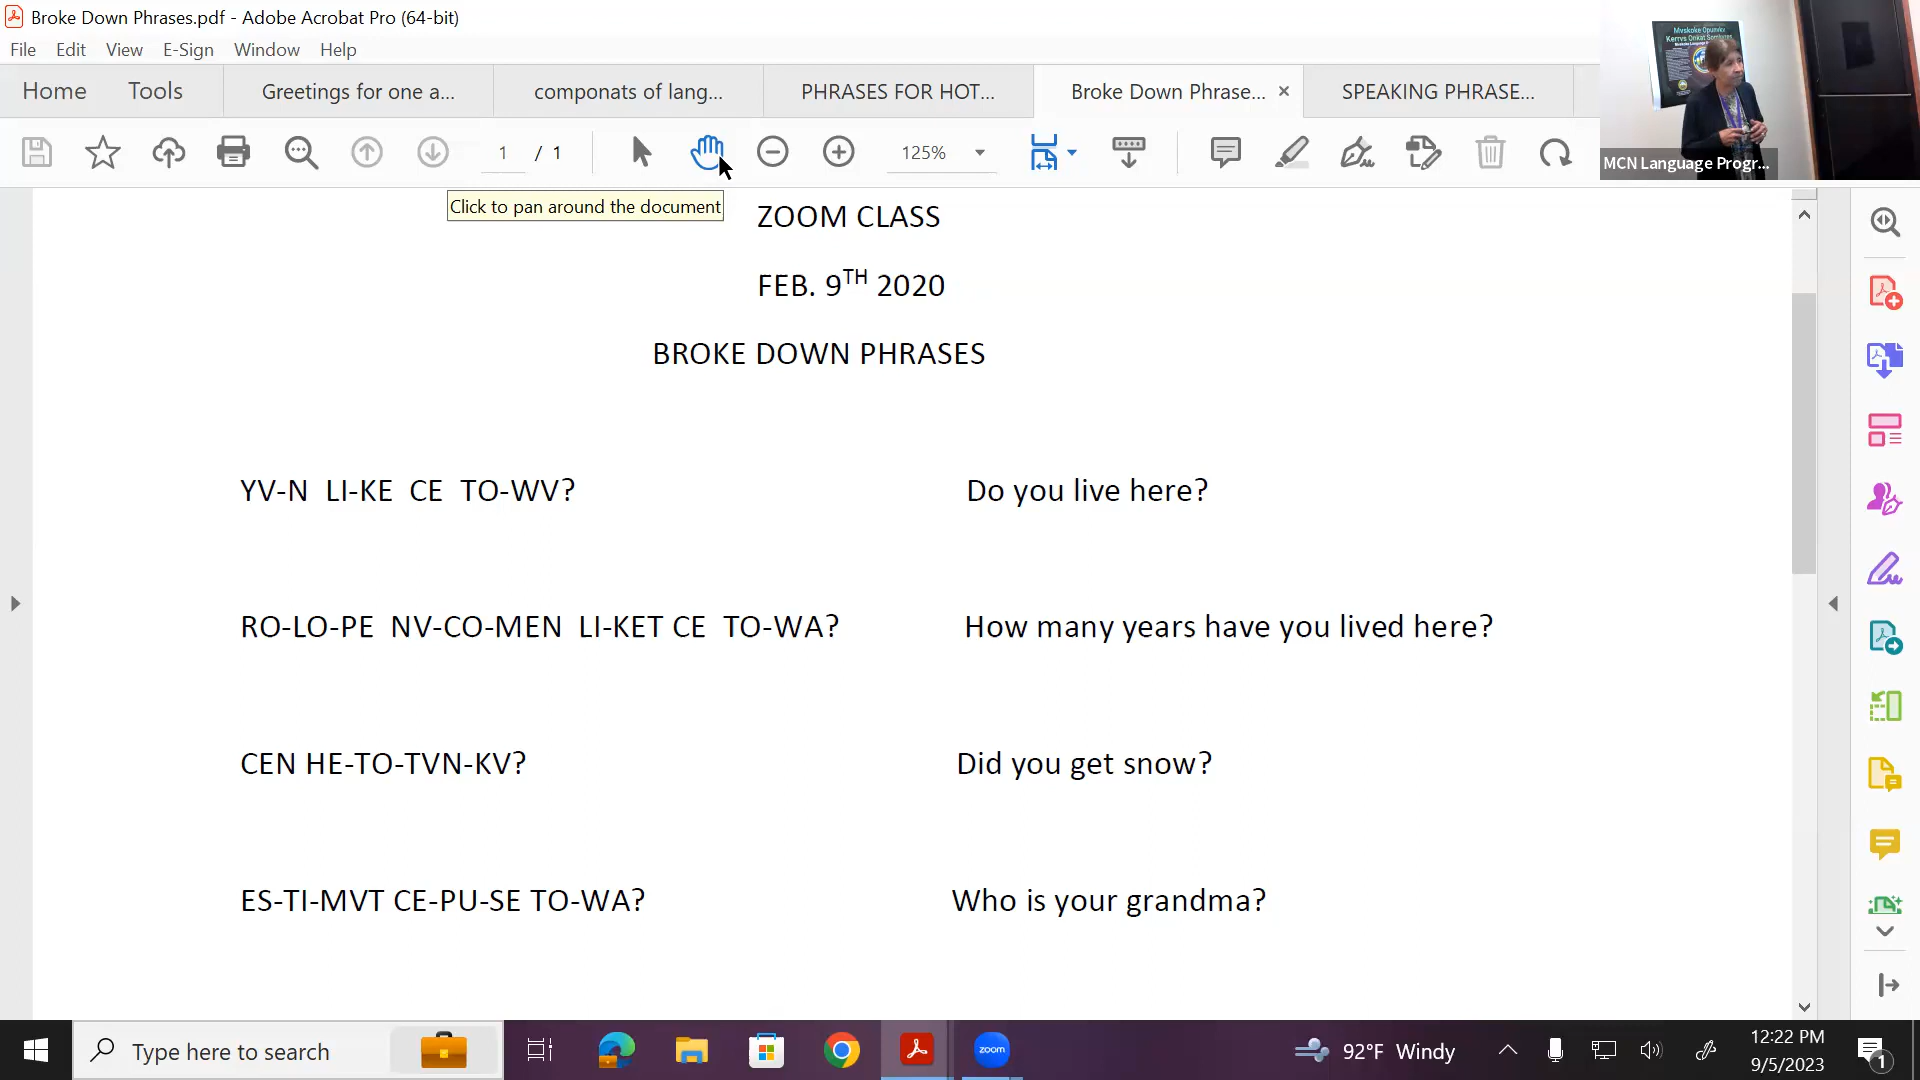 Broke Down Phrases.pdf - Adobe Acrobat Pro (64-bit)
File Edit View E-Sign Window Help
Home Tools Greetings for one a... componats of lang... PHRASES FOR HOT... Broke Down Phrase... × SPEAKING PHRASE...
1 / 1 125%
Click to pan around the document
Mvskoke Opunvkv
MCN Language Progr...
ZOOM CLASS
FEB. 9TH 2020
BROKE DOWN PHRASES
YV-N LI-KE CE TO-WV? Do you live here?
RO-LO-PE NV-CO-MEN LI-KET CE TO-WA? How many years have you lived here?
CEN HE-TO-TVN-KV? Did you get snow?
ES-TI-MVT CE-PU-SE TO-WA? Who is your grandma?
Type here to search zoom 92°F Windy 12:22 PM 1
9/5/2023